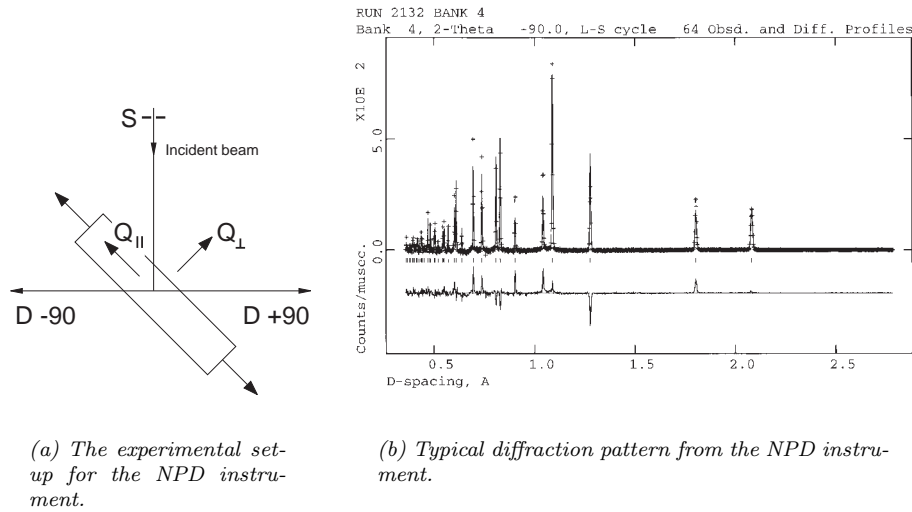 S
Incident beam
Q||
Q⊥
D -90
D +90
(a) The experimental set-
up for the NPD instru-
ment.
RUN 2132 BANK 4
Bank 4, 2-Theta -90.0, L-S cycle 64 Obsd. and Diff. Profiles
X10E 2
5.0
0.0
Counts/musec.
0.5
1.0
1.5
2.0
2.5
D-spacing, A
(b) Typical diffraction pattern from the NPD instru-
ment.